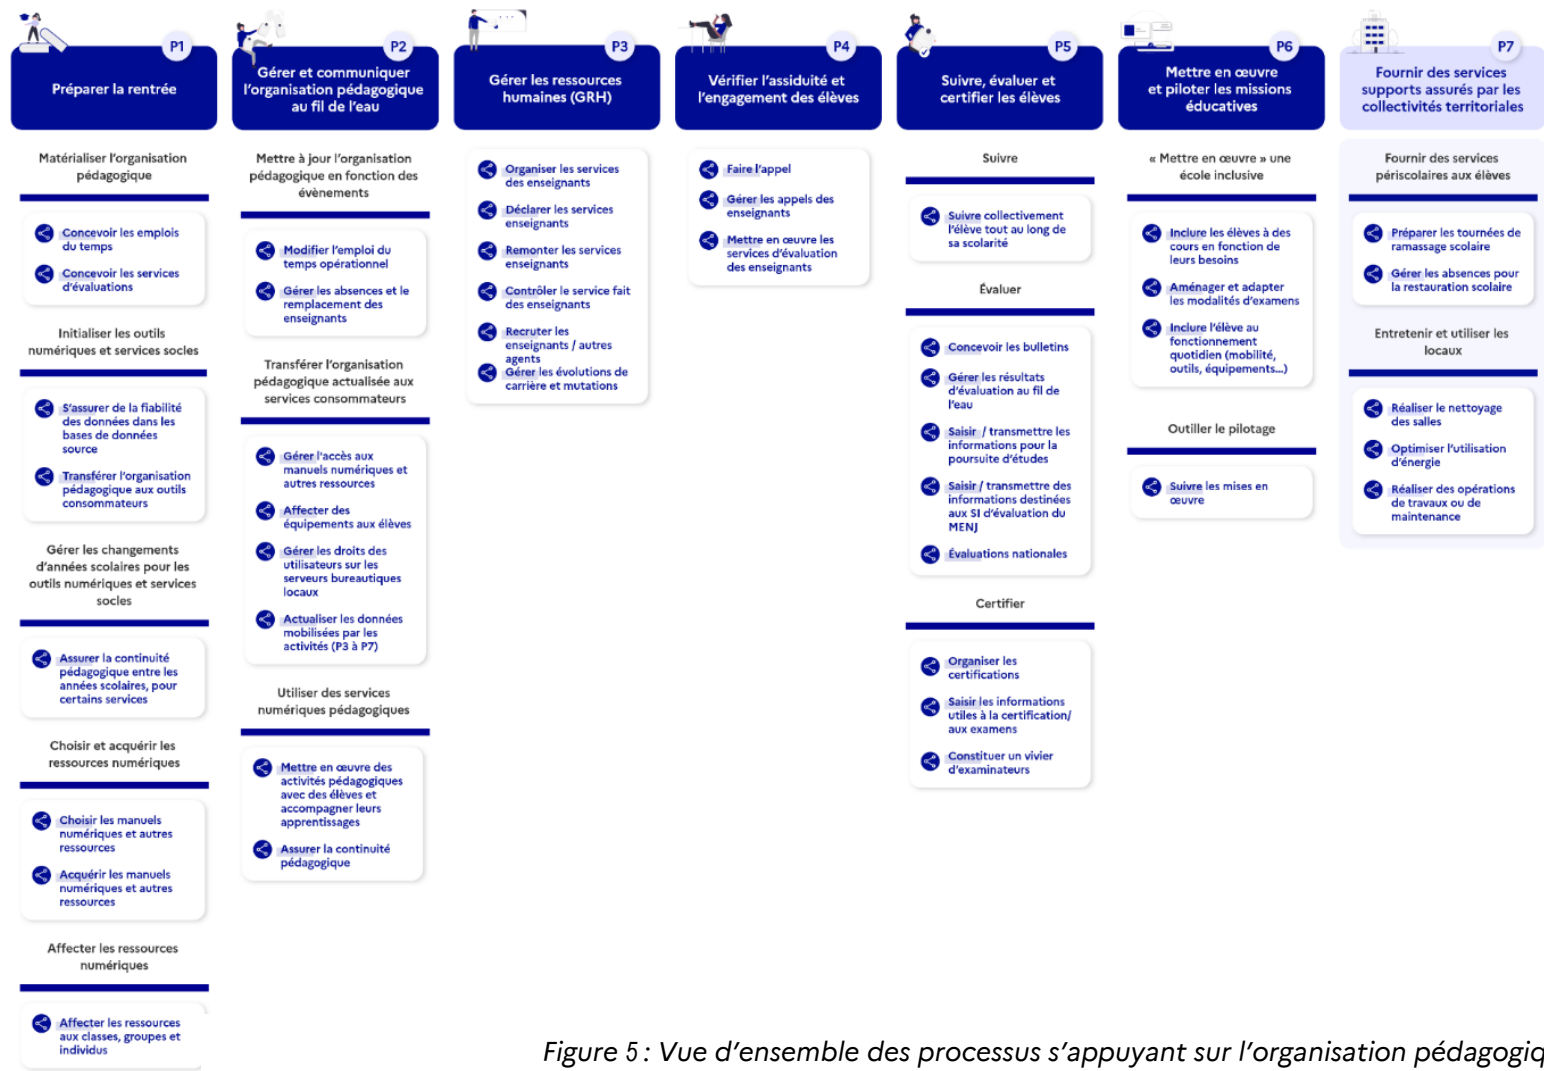 P1
Préparer la rentrée
Matérialiser l'organisation
pédagogique
Concevoir les emplois
du temps
Concevoir les services
d'évaluations
Initialiser les outils
numériques et services socles
S'assurer de la fiabilité
des données dans les
bases de données
source
Transférer l'organisation
pédagogique aux outils
consommateurs
Gérer les changements
d'années scolaires pour les
outils numériques et services
socles
Assurer la continuité
pédagogique entre les
années scolaires, pour
certains services
Choisir et acquérir les
ressources numériques
Choisir les manuels
numériques et autres
ressources
Acquérir les manuels
numériques et autres
ressources
Affecter les ressources
numériques
Affecter les ressources
aux classes, groupes et
individus
P2
Gérer et communiquer
l'organisation pédagogique
au fil de l'eau
Mettre à jour l'organisation
pédagogique en fonction des
évènements
Modifier l'emploi du
temps opérationnel
Gérer les absences et le
remplacement des
enseignants
Transférer l'organisation
pédagogique actualisée aux
services consommateurs
Gérer l'accès aux
manuels numériques et
autres ressources
Affecter des
équipements aux élèves
Gérer les droits des
utilisateurs sur les
serveurs bureautiques
locaux
Actualiser les données
mobilisées par les
activités (P3 à P7)
Utiliser des services
numériques pédagogiques
Mettre en œuvre des
activités pédagogiques
avec des élèves et
accompagner leurs
apprentissages
Assurer la continuité
pédagogique
P3
Gérer les ressources
humaines (GRH)
Organiser les services
des enseignants
Déclarer les services
enseignants
Remonter les services
enseignants
Contrôler le service fait
des enseignants
Recruter les
enseignants / autres
agents
Gérer les évolutions de
carrière et mutations
P4
Vérifier l'assiduité et
l'engagement des élèves
Faire l'appel
Gérer les appels des
enseignants
Mettre en œuvre les
services d'évaluation
des enseignants
P5
Suivre, évaluer et
certifier les élèves
Suivre
Suivre collectivement
l'élève tout au long de
sa scolarité
Évaluer
Concevoir les bulletins
Gérer les résultats
d'évaluation au fil de
l'eau
Saisir / transmettre les
informations pour la
poursuite d'études
Saisir / transmettre des
informations destinées
aux SI d'évaluation du
MENJ
Évaluations nationales
Certifier
Organiser les
certifications
Saisir les informations
utiles à la certification/
aux examens
Constituer un vivier
d'examinateurs
P6
Mettre en œuvre
et piloter les missions
éducatives
« Mettre en œuvre » une
école inclusive
Inclure les élèves à des
cours en fonction de
leurs besoins
Aménager et adapter
les modalités d'examens
Inclure l'élève au
fonctionnement
quotidien (mobilité,
outils, équipements...)
Outiller le pilotage
Suivre les mises en
œuvre
P7
Fournir des services
supports assurés par les
collectivités territoriales
Fournir des services
périscolaires aux élèves
Préparer les tournées de
ramassage scolaire
Gérer les absences pour
la restauration scolaire
Entretenir et utiliser les
locaux
Réaliser le nettoyage
des salles
Optimiser l'utilisation
d'énergie
Réaliser des opérations
de travaux ou de
maintenance
Figure 5 : Vue d'ensemble des processus s'appuyant sur l'organisation pédagogiq